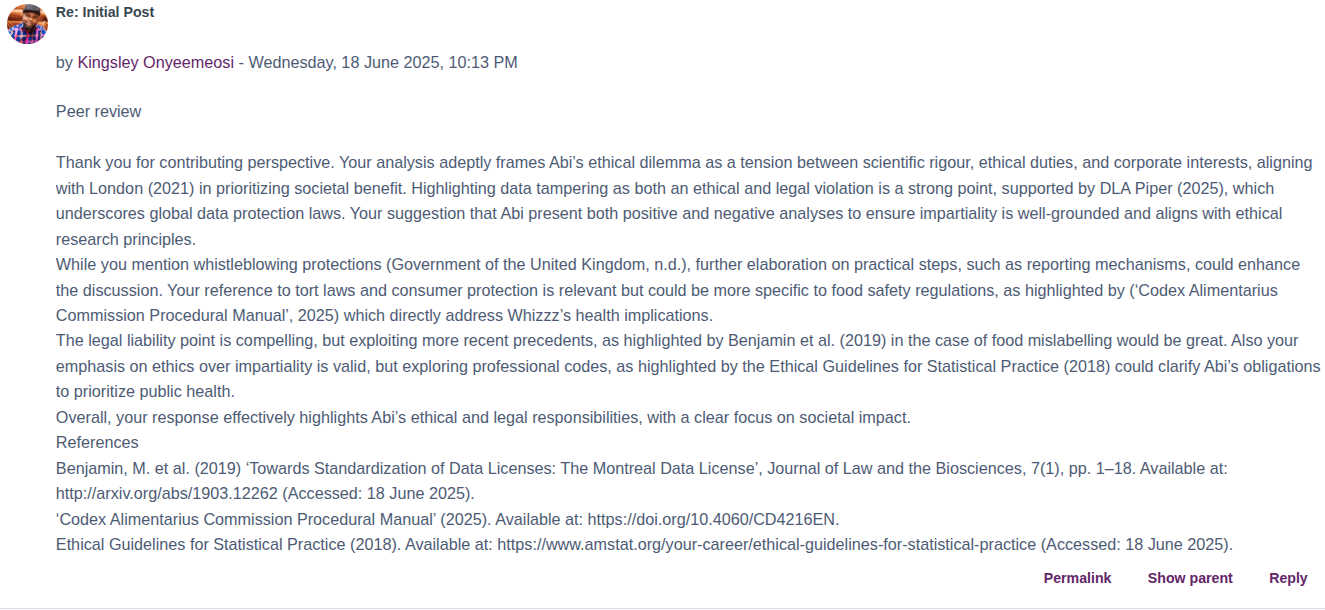 Re: Initial Post
by Kingsley Onyeemeosi - Wednesday, 18 June 2025, 10:13 PM
Peer review
Thank you for contributing perspective. Your analysis adeptly frames Abi’s ethical dilemma as a tension between scientific rigour, ethical duties, and corporate interests, aligning
with London (2021) in prioritizing societal benefit. Highlighting data tampering as both an ethical and legal violation is a strong point, supported by DLA Piper (2025), which
underscores global data protection laws. Your suggestion that Abi present both positive and negative analyses to ensure impartiality is well-grounded and aligns with ethical
research principles.
While you mention whistleblowing protections (Government of the United Kingdom, n.d.), further elaboration on practical steps, such as reporting mechanisms, could enhance
the discussion. Your reference to tort laws and consumer protection is relevant but could be more specific to food safety regulations, as highlighted by (‘Codex Alimentarius
Commission Procedural Manual’, 2025) which directly address Whizzz’s health implications.
The legal liability point is compelling, but exploiting more recent precedents, as highlighted by Benjamin et al. (2019) in the case of food mislabelling would be great. Also your
emphasis on ethics over impartiality is valid, but exploring professional codes, as highlighted by the Ethical Guidelines for Statistical Practice (2018) could clarify Abi’s obligations
to prioritize public health.
Overall, your response effectively highlights Abi’s ethical and legal responsibilities, with a clear focus on societal impact.
References
Benjamin, M. et al. (2019) ‘Towards Standardization of Data Licenses: The Montreal Data License’, Journal of Law and the Biosciences, 7(1), pp. 1–18. Available at:
http://arxiv.org/abs/1903.12262 (Accessed: 18 June 2025).
‘Codex Alimentarius Commission Procedural Manual’ (2025). Available at: https://doi.org/10.4060/CD4216EN.
Ethical Guidelines for Statistical Practice (2018). Available at: https://www.amstat.org/your-career/ethical-guidelines-for-statistical-practice (Accessed: 18 June 2025).
Permalink Show parent Reply